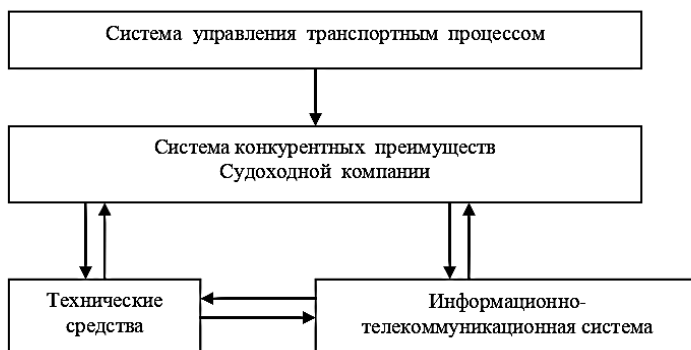 Система управления транспортным процессом
Система конкурентных преимуществ
Судоходной компании
Технические
средства
Информационно-
телекоммуникационная система